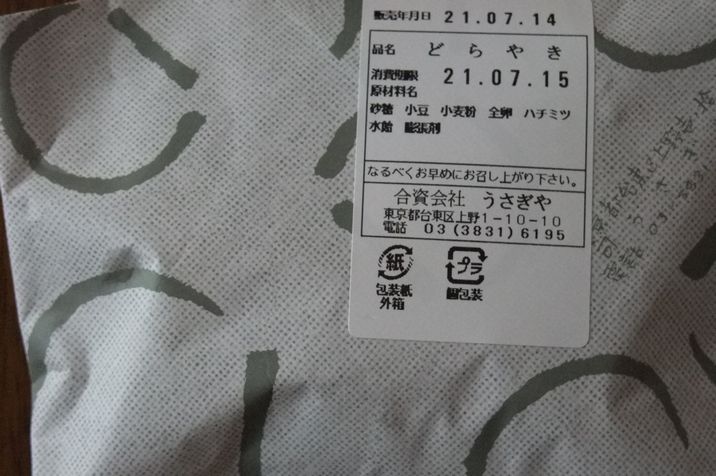 販売年月日 21.07.14
品名 どらやき
消費期限 21.07.15
原材料名
砂糖 小豆 小麦粉 全卵 ハチミツ
水飴 膨張剤
なるべくお早めにお召し上がり下さい。
合資会社 うさぎや
東京都台東区上野1-10-10
電話 03(3831)6195
紙
包装紙
外箱
プラ
個包装
うさぎ